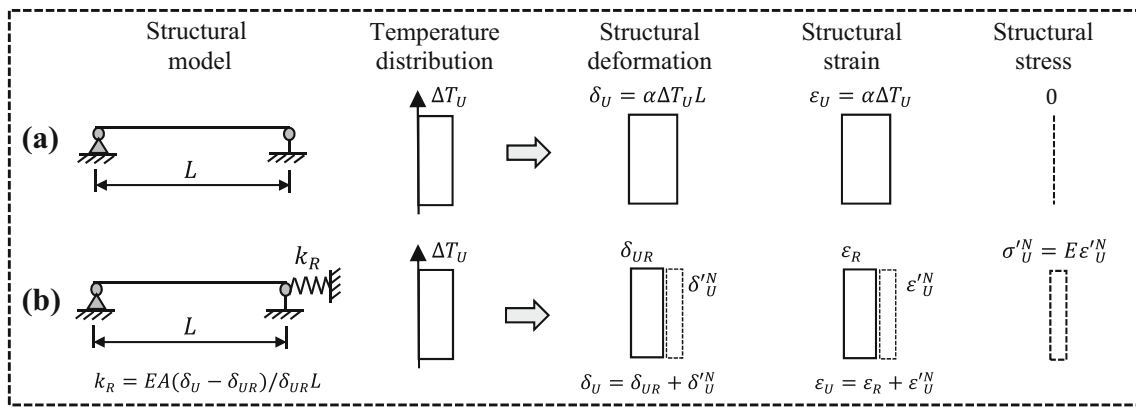 Structural model
Temperature distribution
Structural deformation
Structural strain
Structural stress
(a)
L
ΔT_U
δ_U = αΔT_U L
ε_U = αΔT_U
0
(b)
k_R
L
k_R = EA(δ_U − δ_UR)/δ_UR L
ΔT_U
δ_UR
δ′^N_U
δ_U = δ_UR + δ′^N_U
ε_R
ε′^N_U
ε_U = ε_R + ε′^N_U
σ′^N_U = Eε′^N_U